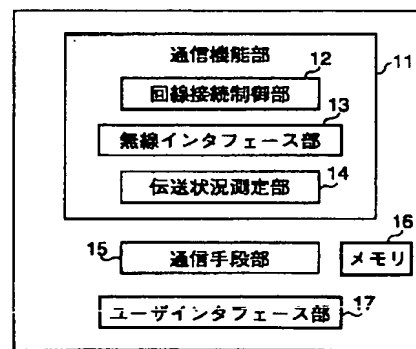 通信機能部
11
12
回線接続制御部
13
無線インタフェース部
14
伝送状況測定部
15
通信手段部
16
メモリ
17
ユーザインタフェース部